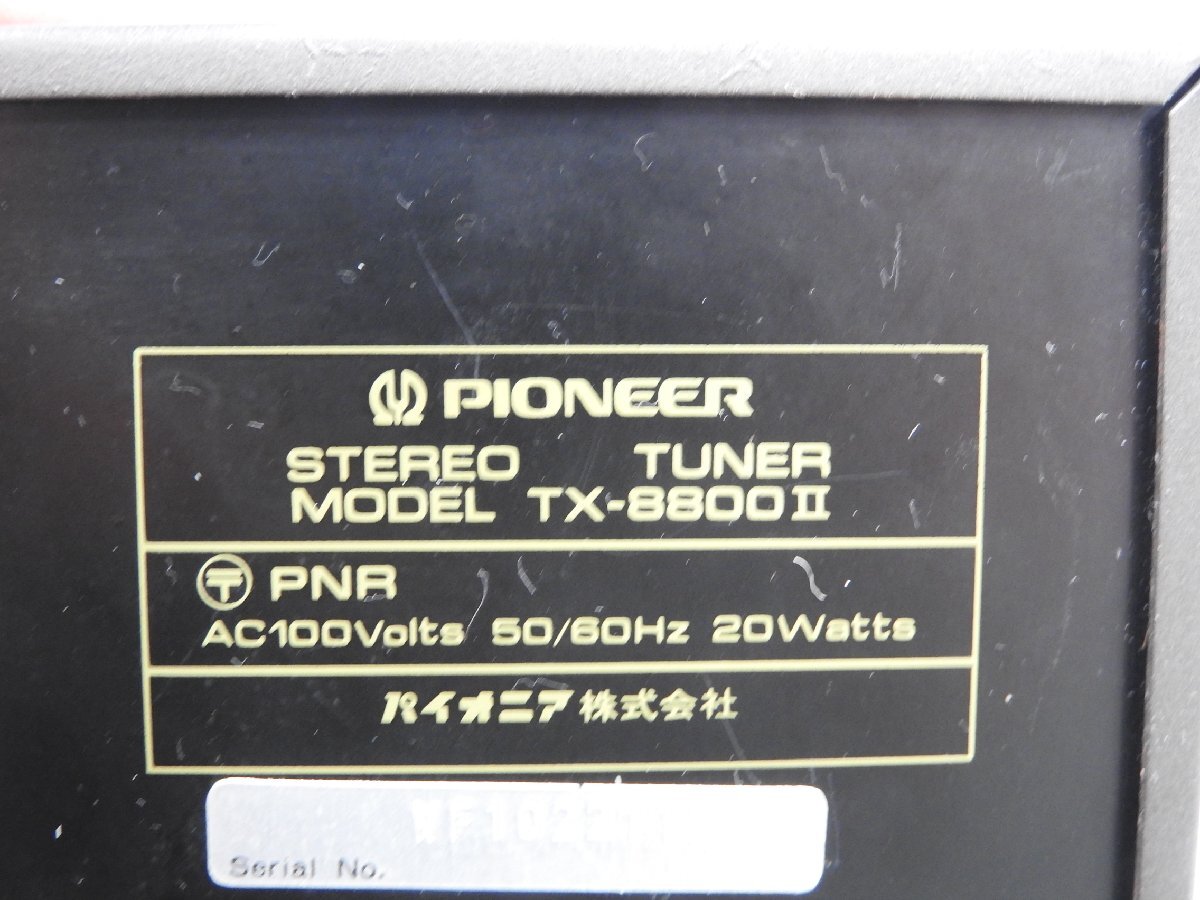 PIONEER
STEREO TUNER
MODEL TX-8800II
〒 PNR
AC100Volts 50/60Hz 20Watts
パイオニア株式会社
Serial No.